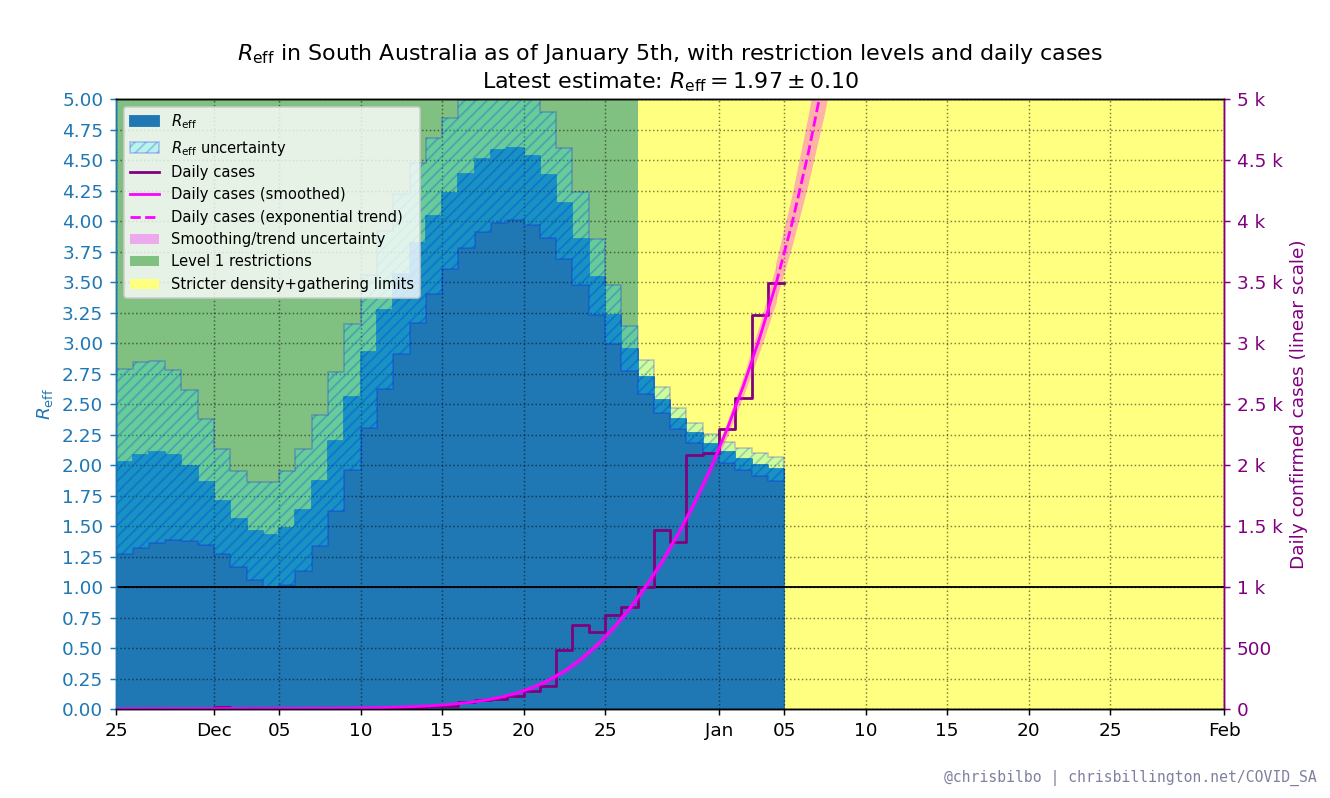 Reff in South Australia as of January 5th, with restriction levels and daily cases
Latest estimate: Reff = 1.97 ± 0.10
Reff
Reff uncertainty
Daily cases
Daily cases (smoothed)
Daily cases (exponential trend)
Smoothing/trend uncertainty
Level 1 restrictions
Stricter density+gathering limits
Reff
5.00
4.75
4.50
4.25
4.00
3.75
3.50
3.25
3.00
2.75
2.50
2.25
2.00
1.75
1.50
1.25
1.00
0.75
0.50
0.25
0.00
5 k
4.5 k
4 k
3.5 k
3 k
2.5 k
2 k
1.5 k
1 k
500
0
Daily confirmed cases (linear scale)
25 Dec 05 10 15 20 25 Jan 05 10 15 20 25 Feb
@chrisbilbo | chrisbillington.net/COVID_SA